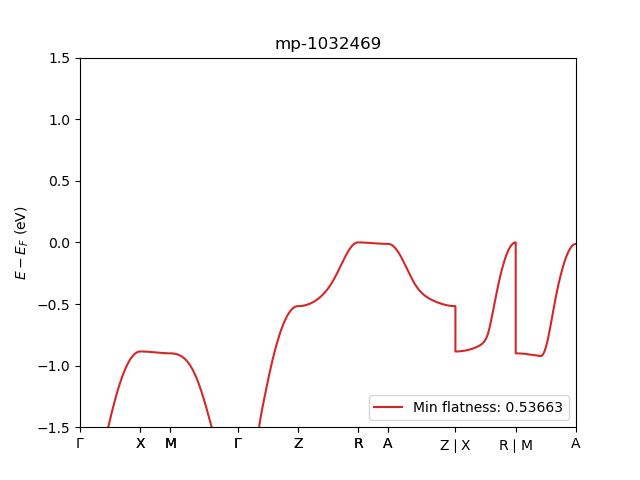 mp-1032469
E − E_F (eV)
1.5
1.0
0.5
0.0
−0.5
−1.0
−1.5
Min flatness: 0.53663
Γ X M Γ Z R A Z | X R | M A